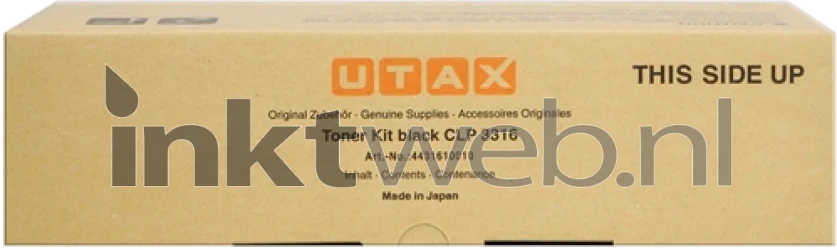 UTAX
THIS SIDE UP
Original Zubehör · Genuine Supplies · Accessoires Originales
Toner Kit black CLP 3316
Art.-No.:4431610010
Inhalt · Contents · Contenance
Made in Japan
inktweb.nl